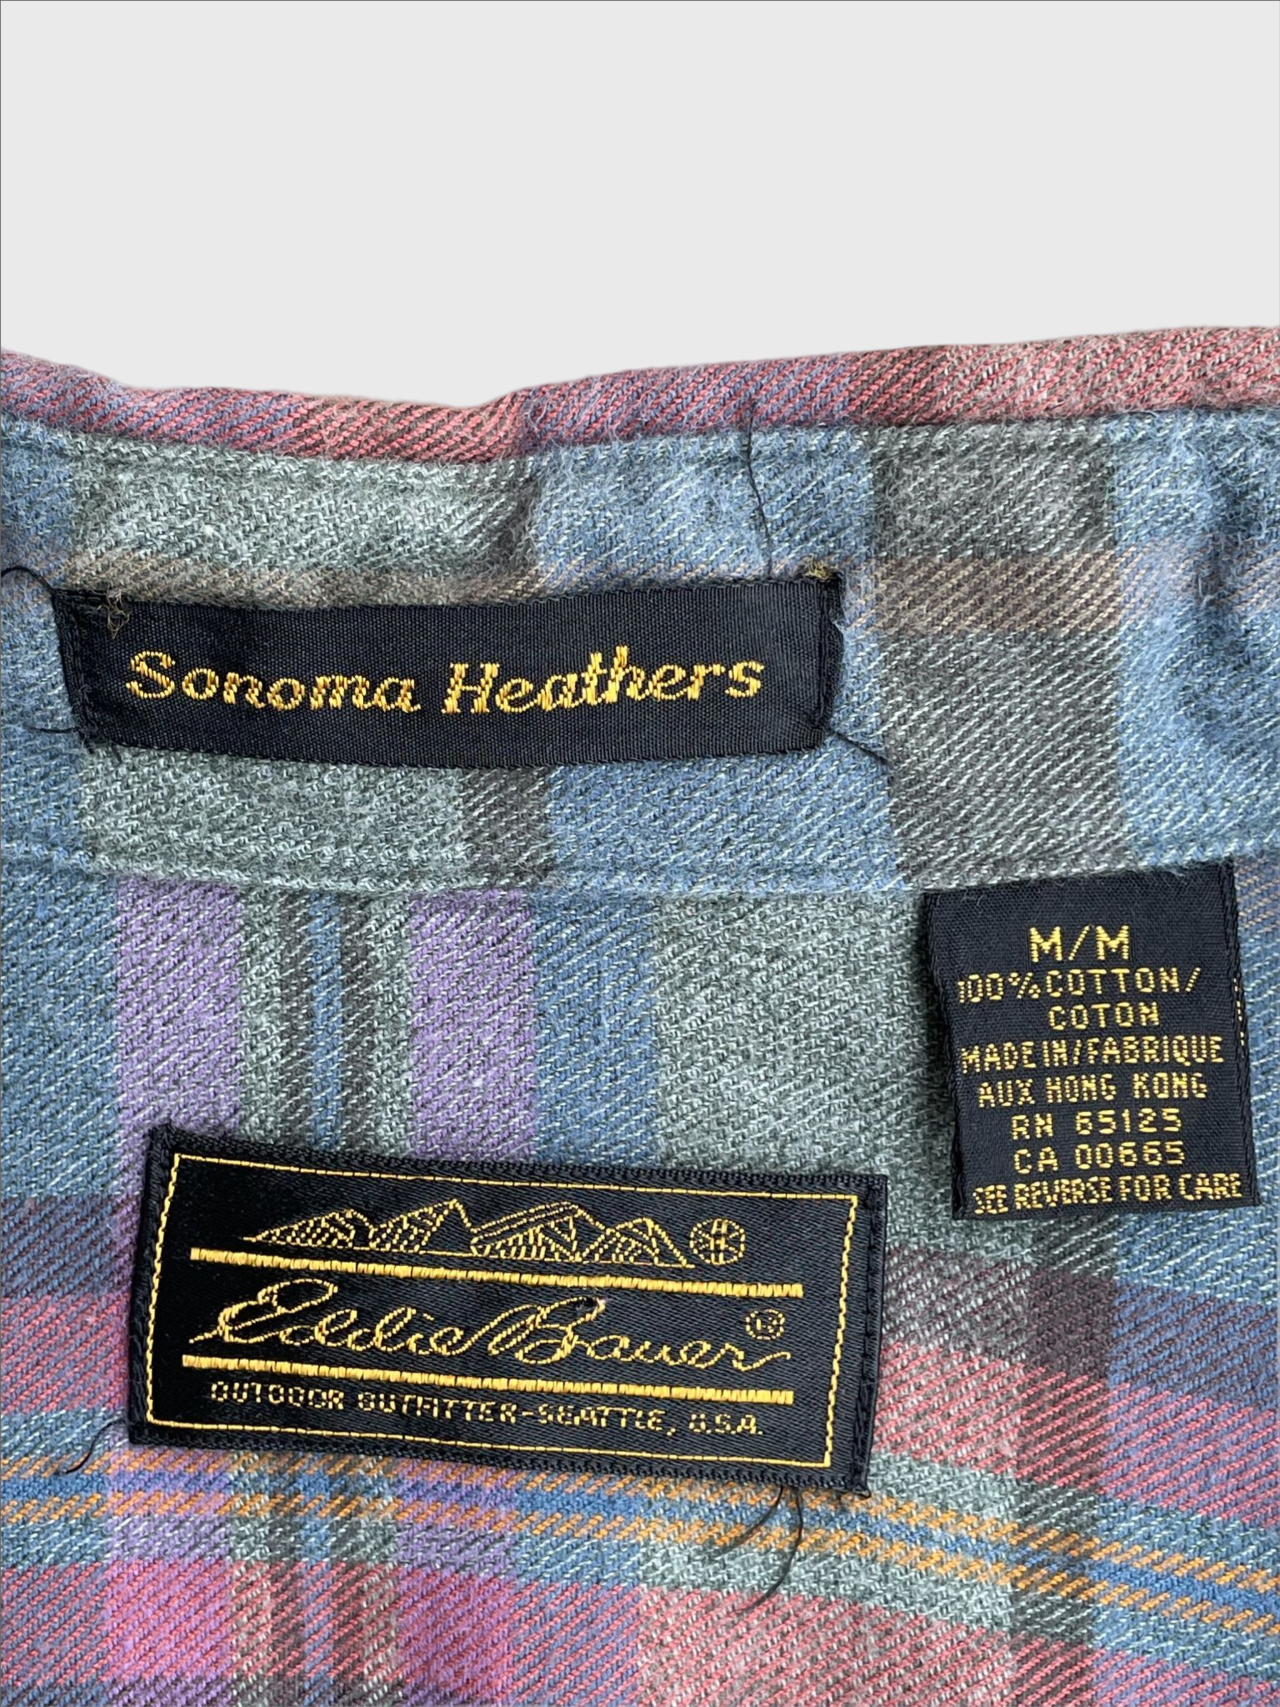 Sonoma Heathers
M/M
100% COTTON/
COTON
MADE IN/FABRIQUE
AUX HONG KONG
RN 65125
CA 00665
SEE REVERSE FOR CARE
Eddie Bauer
OUTDOOR OUTFITTER-SEATTLE, U.S.A.